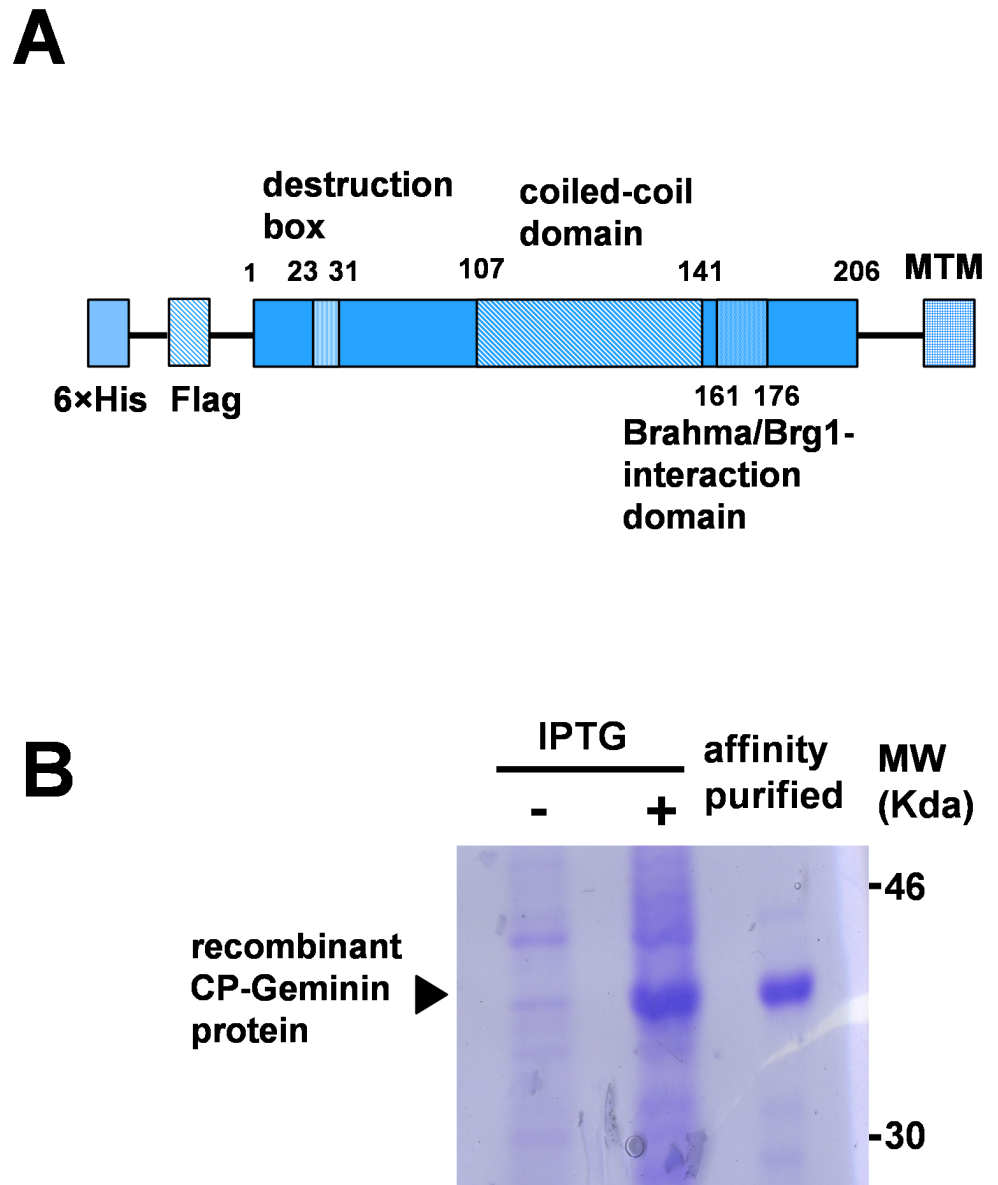 A
destruction
box
coiled-coil
domain
1 23 31 107 141 206 MTM
6×His Flag
161 176
Brahma/Brg1-
interaction
domain
B
IPTG
- +
affinity
purified
MW
(Kda)
-46
recombinant
CP-Geminin
protein
-30